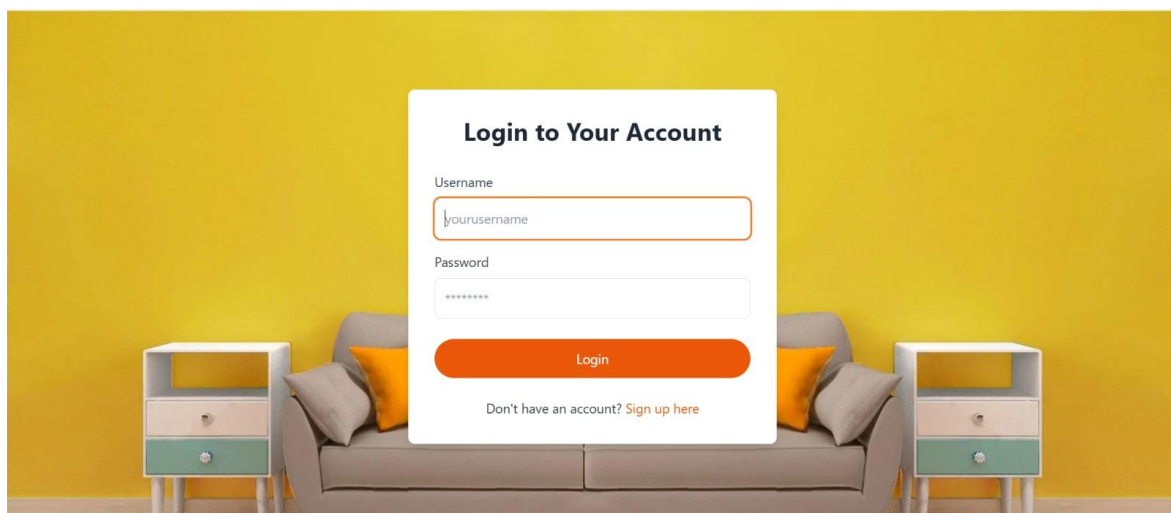 Login to Your Account
Username
yourusername
Password
********
Login
Don't have an account? Sign up here